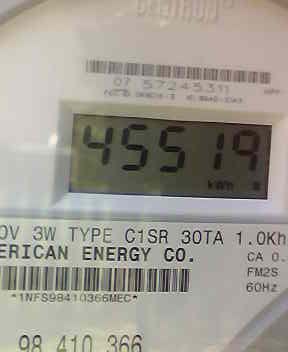 07 57245311
45519
kWh
0V 3W TYPE C1SR 30TA 1.0Kh
ERICAN ENERGY CO.
CA 0.
FM2S
60Hz
*1NFS98410366MEC*
98 410 366